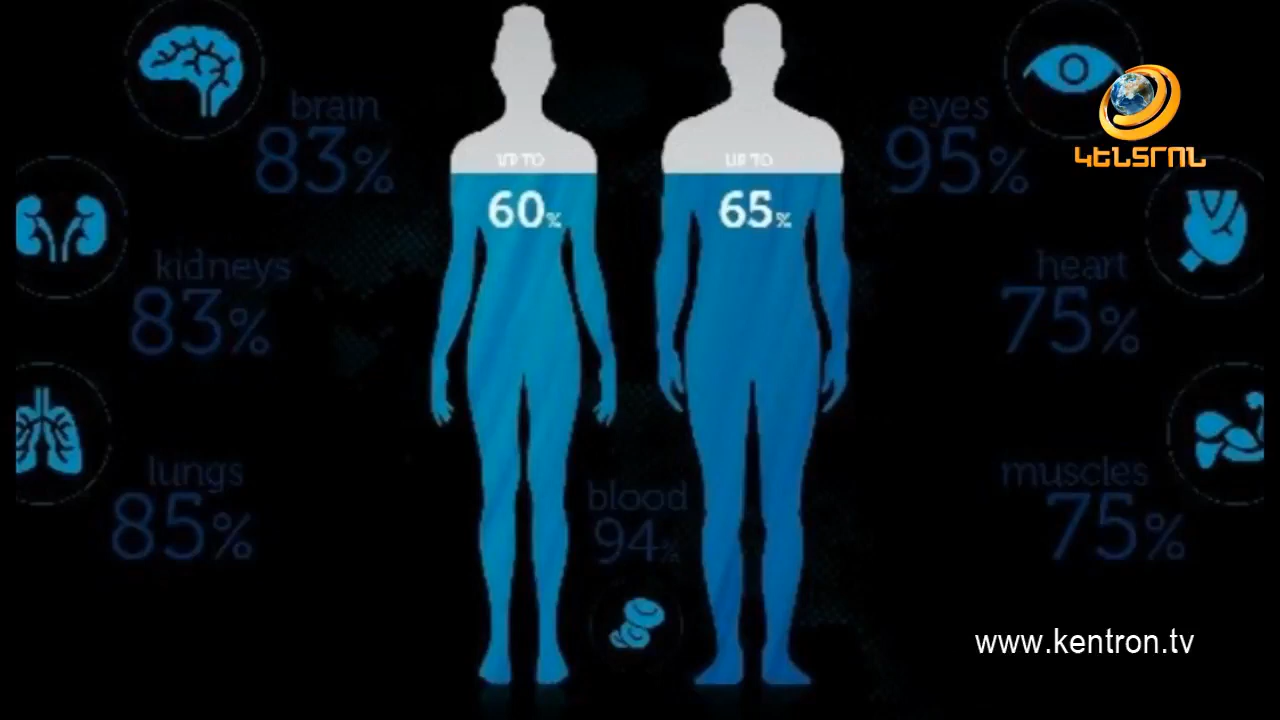 brain
83%
kidneys
83%
lungs
85%
UP TO
60%
UP TO
65%
blood
94%
eyes
95%
heart
75%
muscles
75%
ԿԵՆՏՐՈՆ
www.kentron.tv